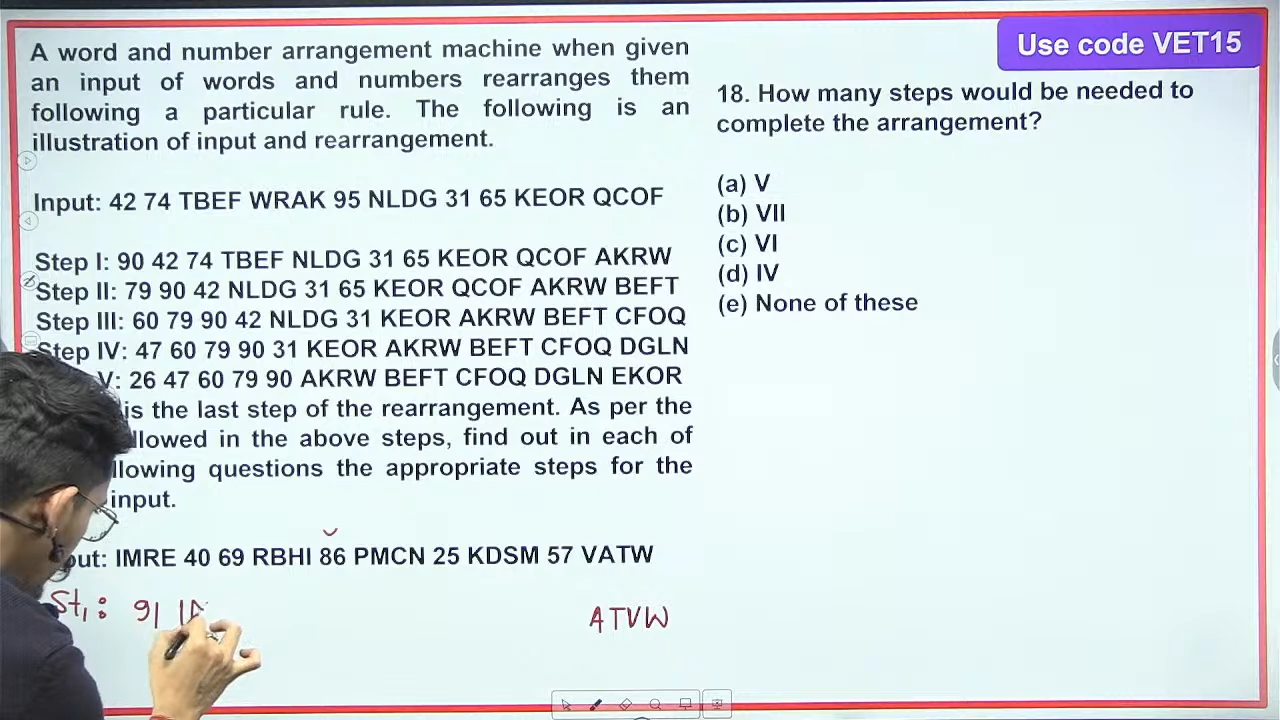 A word and number arrangement machine when given
an input of words and numbers rearranges them
following a particular rule. The following is an
illustration of input and rearrangement.
Input: 42 74 TBEF WRAK 95 NLDG 31 65 KEOR QCOF
Step I: 90 42 74 TBEF NLDG 31 65 KEOR QCOF AKRW
Step II: 79 90 42 NLDG 31 65 KEOR QCOF AKRW BEFT
Step III: 60 79 90 42 NLDG 31 KEOR AKRW BEFT CFOQ
Step IV: 47 60 79 90 31 KEOR AKRW BEFT CFOQ DGLN
V: 26 47 60 79 90 AKRW BEFT CFOQ DGLN EKOR
is the last step of the rearrangement. As per the
llowed in the above steps, find out in each of
llowing questions the appropriate steps for the
input.
put: IMRE 40 69 RBHI 86 PMCN 25 KDSM 57 VATW
St1: 91 ATVW
Use code VET15
18. How many steps would be needed to
complete the arrangement?
(a) V
(b) VII
(c) VI
(d) IV
(e) None of these